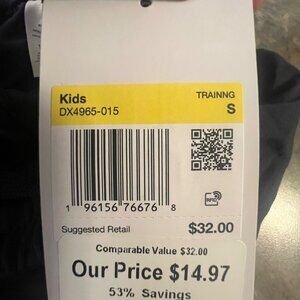 Kids
TRAINNG
DX4965-015
S
1 96156 76676 8
Suggested Retail
$32.00
Comparable Value $32.00
Our Price $14.97
53% Savings